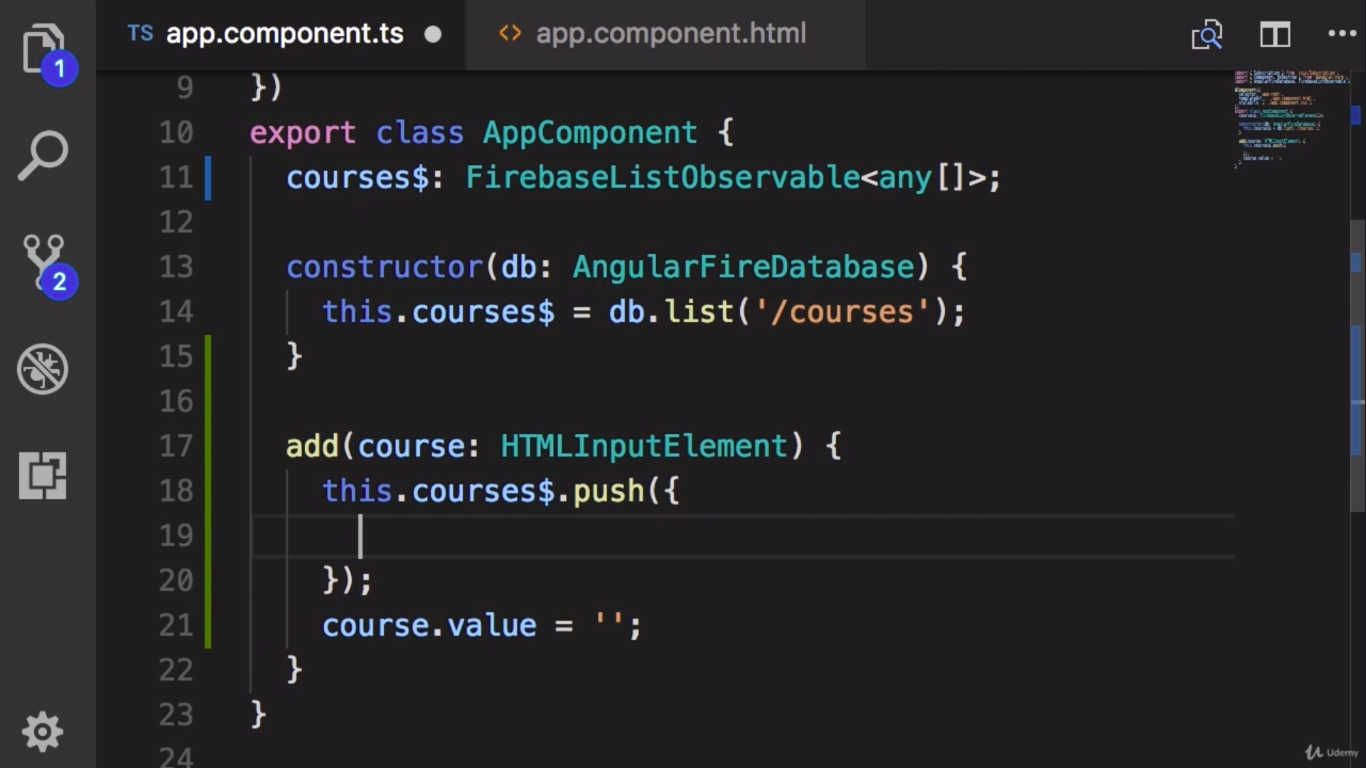 1
2
TS app.component.ts
<> app.component.html
9 })
10 export class AppComponent {
11 courses$: FirebaseListObservable<any[]>;
12
13 constructor(db: AngularFireDatabase) {
14 this.courses$ = db.list('/courses');
15 }
16
17 add(course: HTMLInputElement) {
18 this.courses$.push({
19
20 });
21 course.value = '';
22 }
23 }
24
Udemy